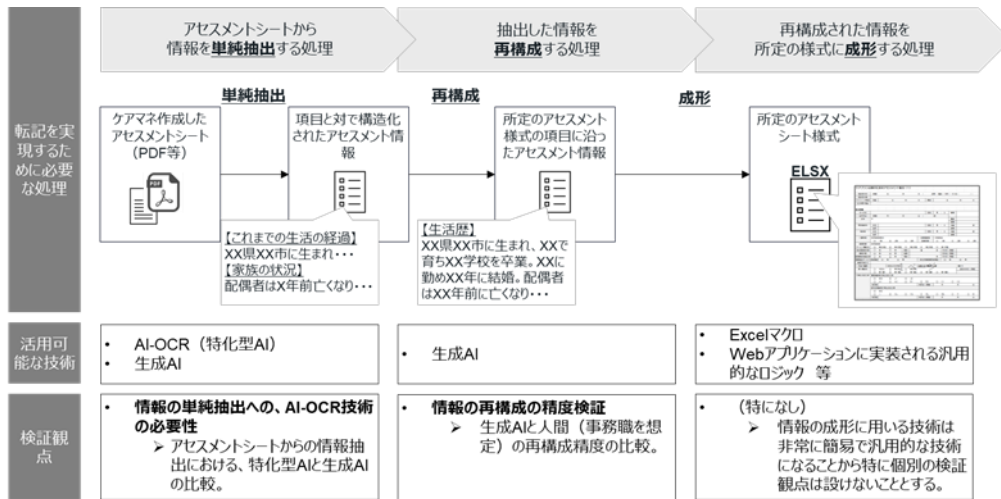 アセスメントシートから
情報を単純抽出する処理
抽出した情報を
再構成する処理
再構成された情報を
所定の様式に成形する処理
転記を実
現するた
めに必要
な処理
単純抽出
再構成
成形
ケアマネ作成した
アセスメントシート
（PDF等）
PDF
項目と対で構造化
されたアセスメント情
報
所定のアセスメント
様式の項目に沿っ
たアセスメント情報
所定のアセスメント
シート様式
ELSX
【これまでの生活の経過】
XX県XX市に生まれ・・・
【家族の状況】
配偶者はX年前亡くなり・・・
【生活歴】
XX県XX市に生まれ、XXで
育ちXX学校を卒業。XXに
勤めXX年に結婚。配偶者
はXX年前に亡くなり・・・
活用可
能な技術
• AI-OCR（特化型AI）
• 生成AI
• 生成AI
• Excelマクロ
• Webアプリケーションに実装される汎用
的なロジック 等
検証観
点
• 情報の単純抽出への、AI-OCR技術
の必要性
➢ アセスメントシートからの情報抽
出における、特化型AIと生成AI
の比較。
• 情報の再構成の精度検証
➢ 生成AIと人間（事務職を想
定）の再構成精度の比較。
• （特になし）
➢ 情報の成形に用いる技術は
非常に簡易で汎用的な技術
になることから特に個別の検証
観点は設けないこととする。